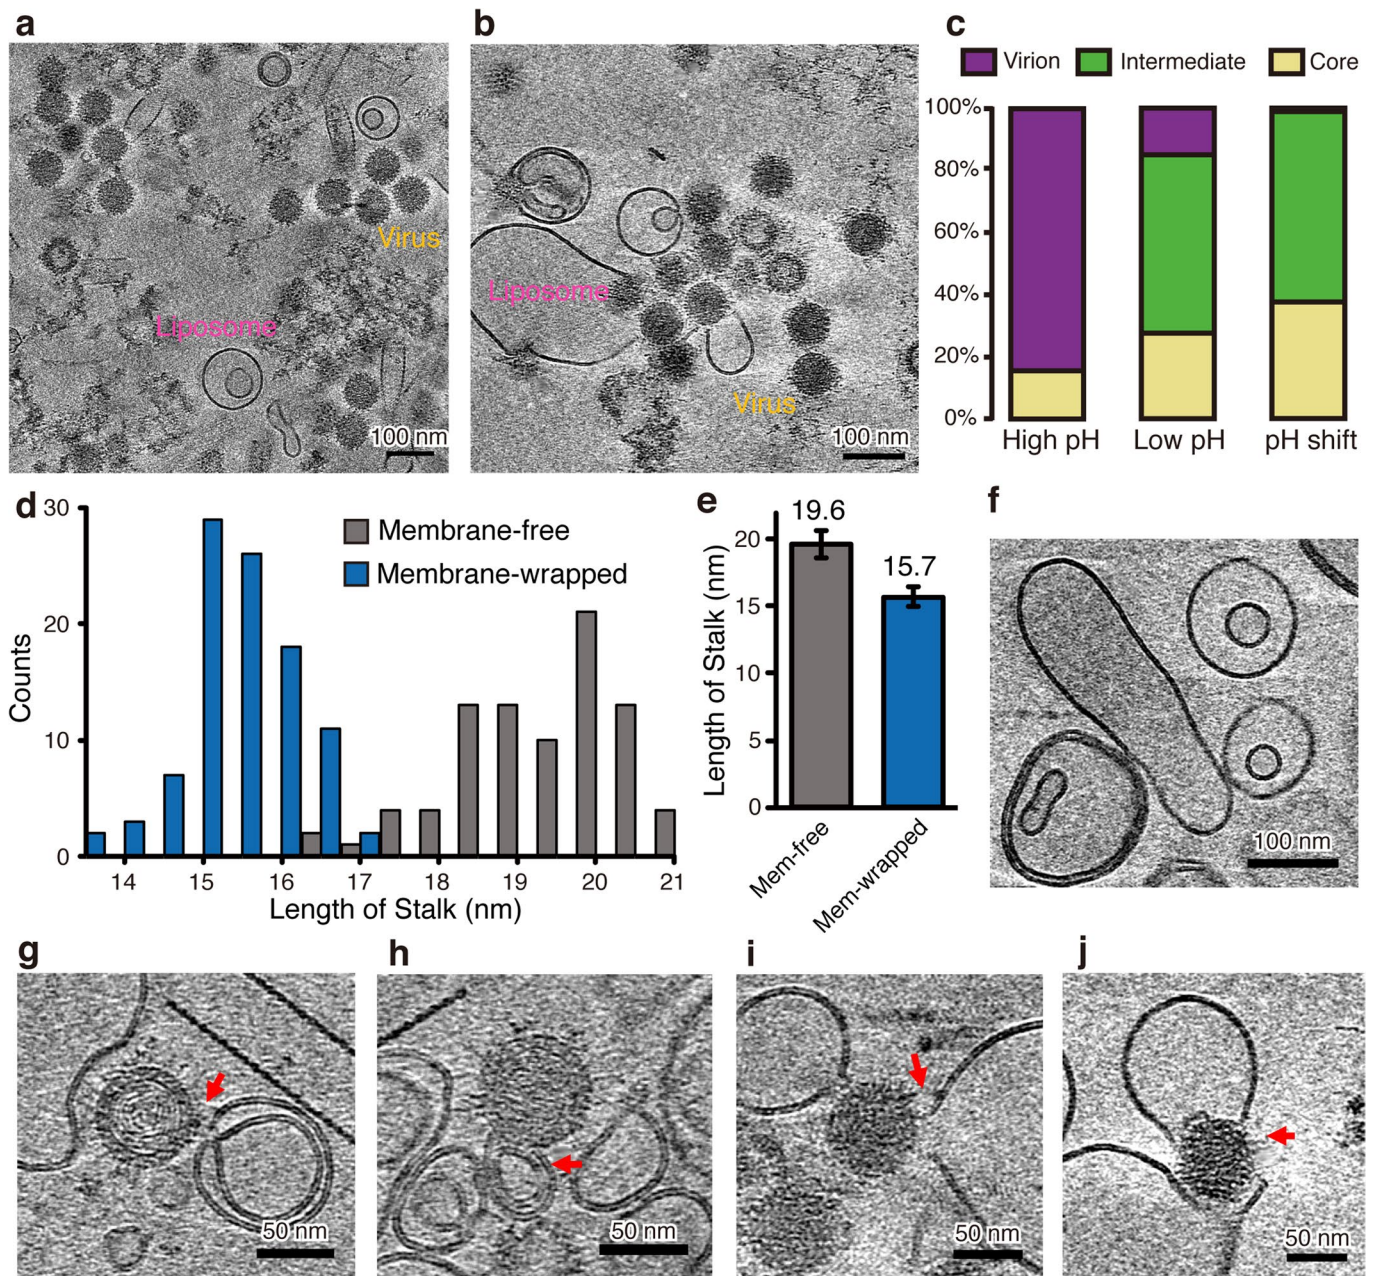 a
Virus
Liposome
100 nm
b
Liposome
Virus
100 nm
c
Virion Intermediate Core
100%
80%
60%
40%
20%
0%
High pH Low pH pH shift
d
30
20
10
0
Counts
Membrane-free
Membrane-wrapped
14 15 16 17 18 19 20 21
Length of Stalk (nm)
e
19.6
15.7
20
15
10
5
0
Length of Stalk (nm)
Mem-free
Mem-wrapped
f
100 nm
g
50 nm
h
50 nm
i
50 nm
j
50 nm